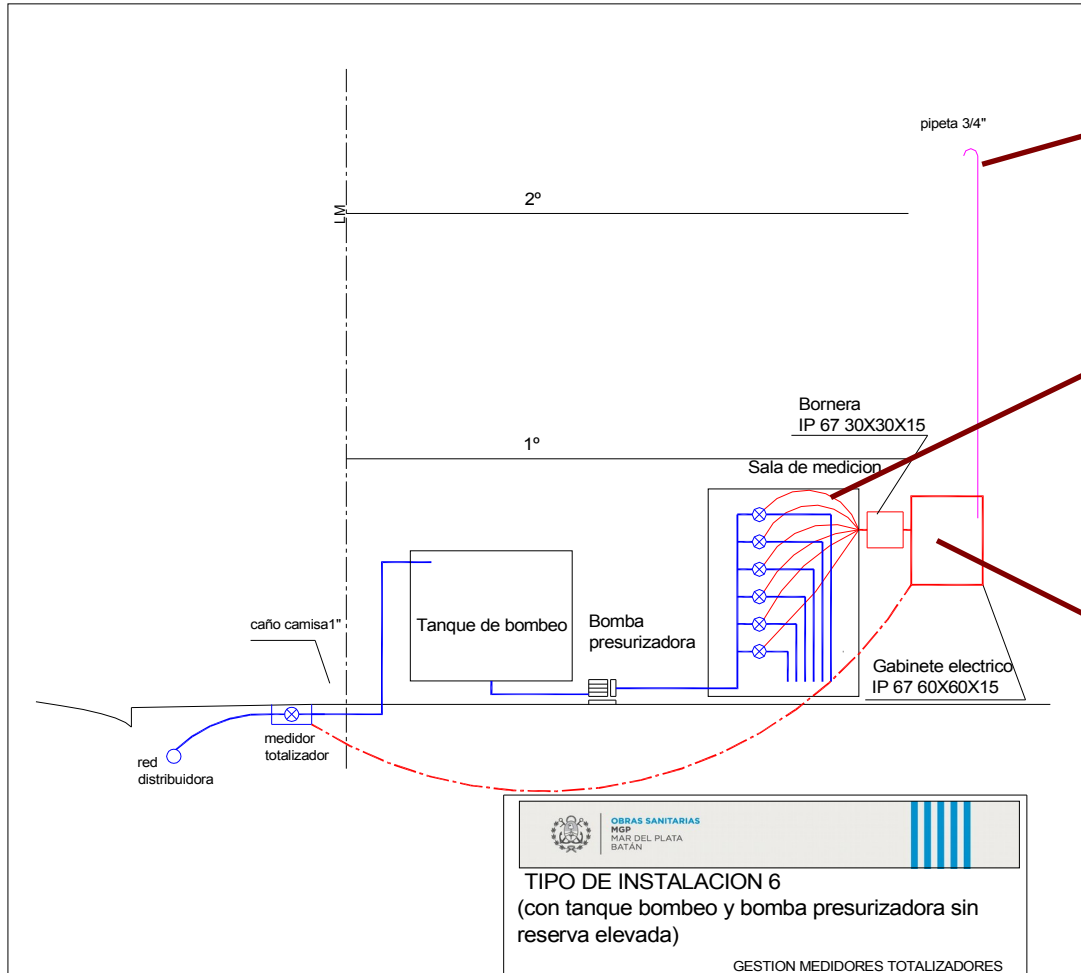 pipeta 3/4"
2º
LM
Bornera
IP 67 30X30X15
1º
Sala de medicion
Tanque de bombeo
Bomba
presurizadora
caño camisa1"
Gabinete electrico
IP 67 60X60X15
medidor
totalizador
red
distribuidora
OBRAS SANITARIAS
MGP
MAR DEL PLATA
BATÁN
TIPO DE INSTALACION 6
(con tanque bombeo y bomba presurizadora sin
reserva elevada)
GESTION MEDIDORES TOTALIZADORES